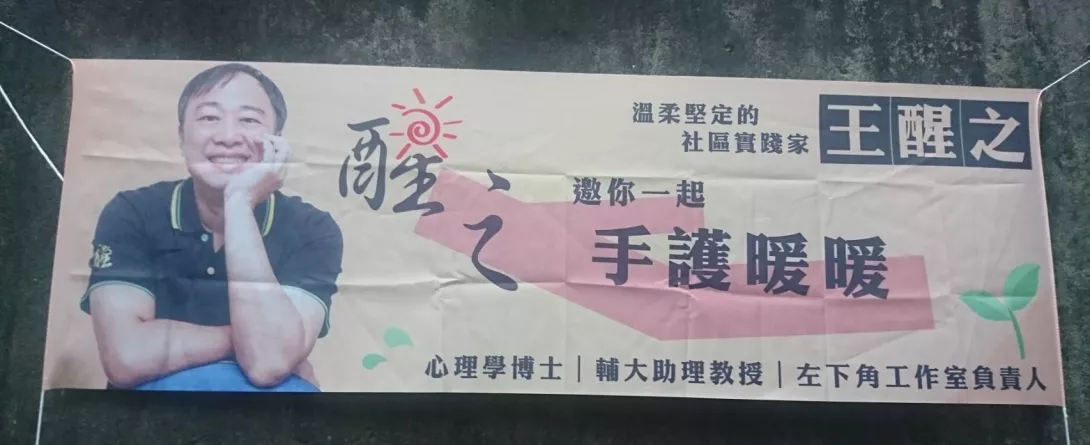 醒之
溫柔堅定的
社區實踐家
王醒之
邀你一起
手護暖暖
心理學博士｜輔大助理教授｜左下角工作室負責人